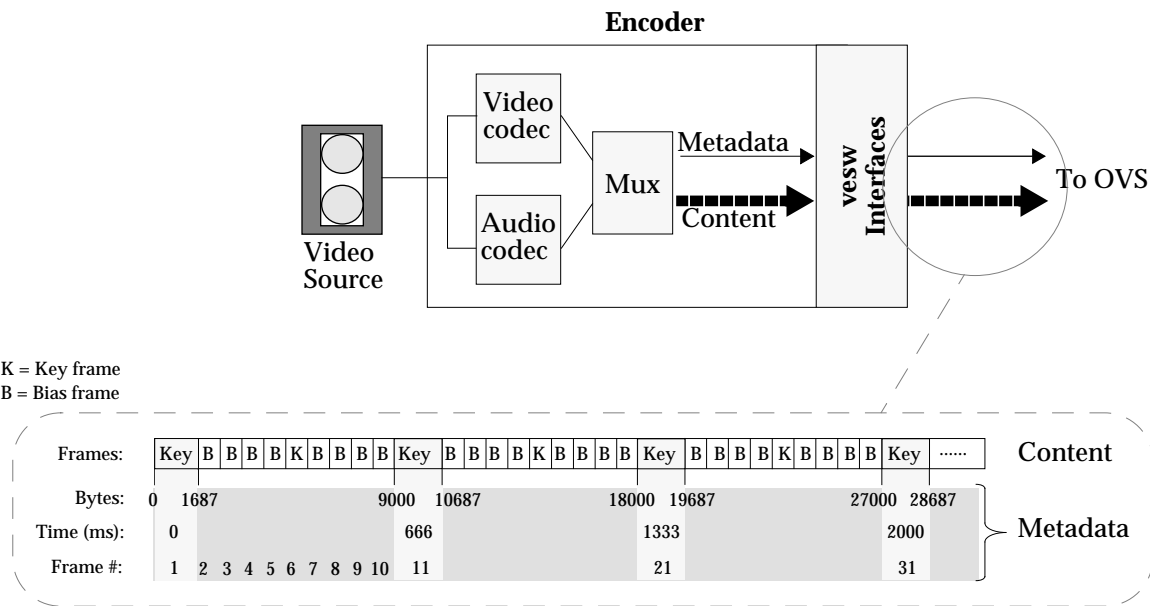 Encoder
Video
codec
Audio
codec
Mux
Metadata
Content
vesw
Interfaces
To OVS
Video
Source
K = Key frame
B = Bias frame
Frames: Key B B B B K B B B B Key B B B B K B B B B Key B B B B K B B B B Key ...... Content
Bytes: 0 1687 9000 10687 18000 19687 27000 28687
Time (ms): 0 666 1333 2000 Metadata
Frame #: 1 2 3 4 5 6 7 8 9 10 11 21 31